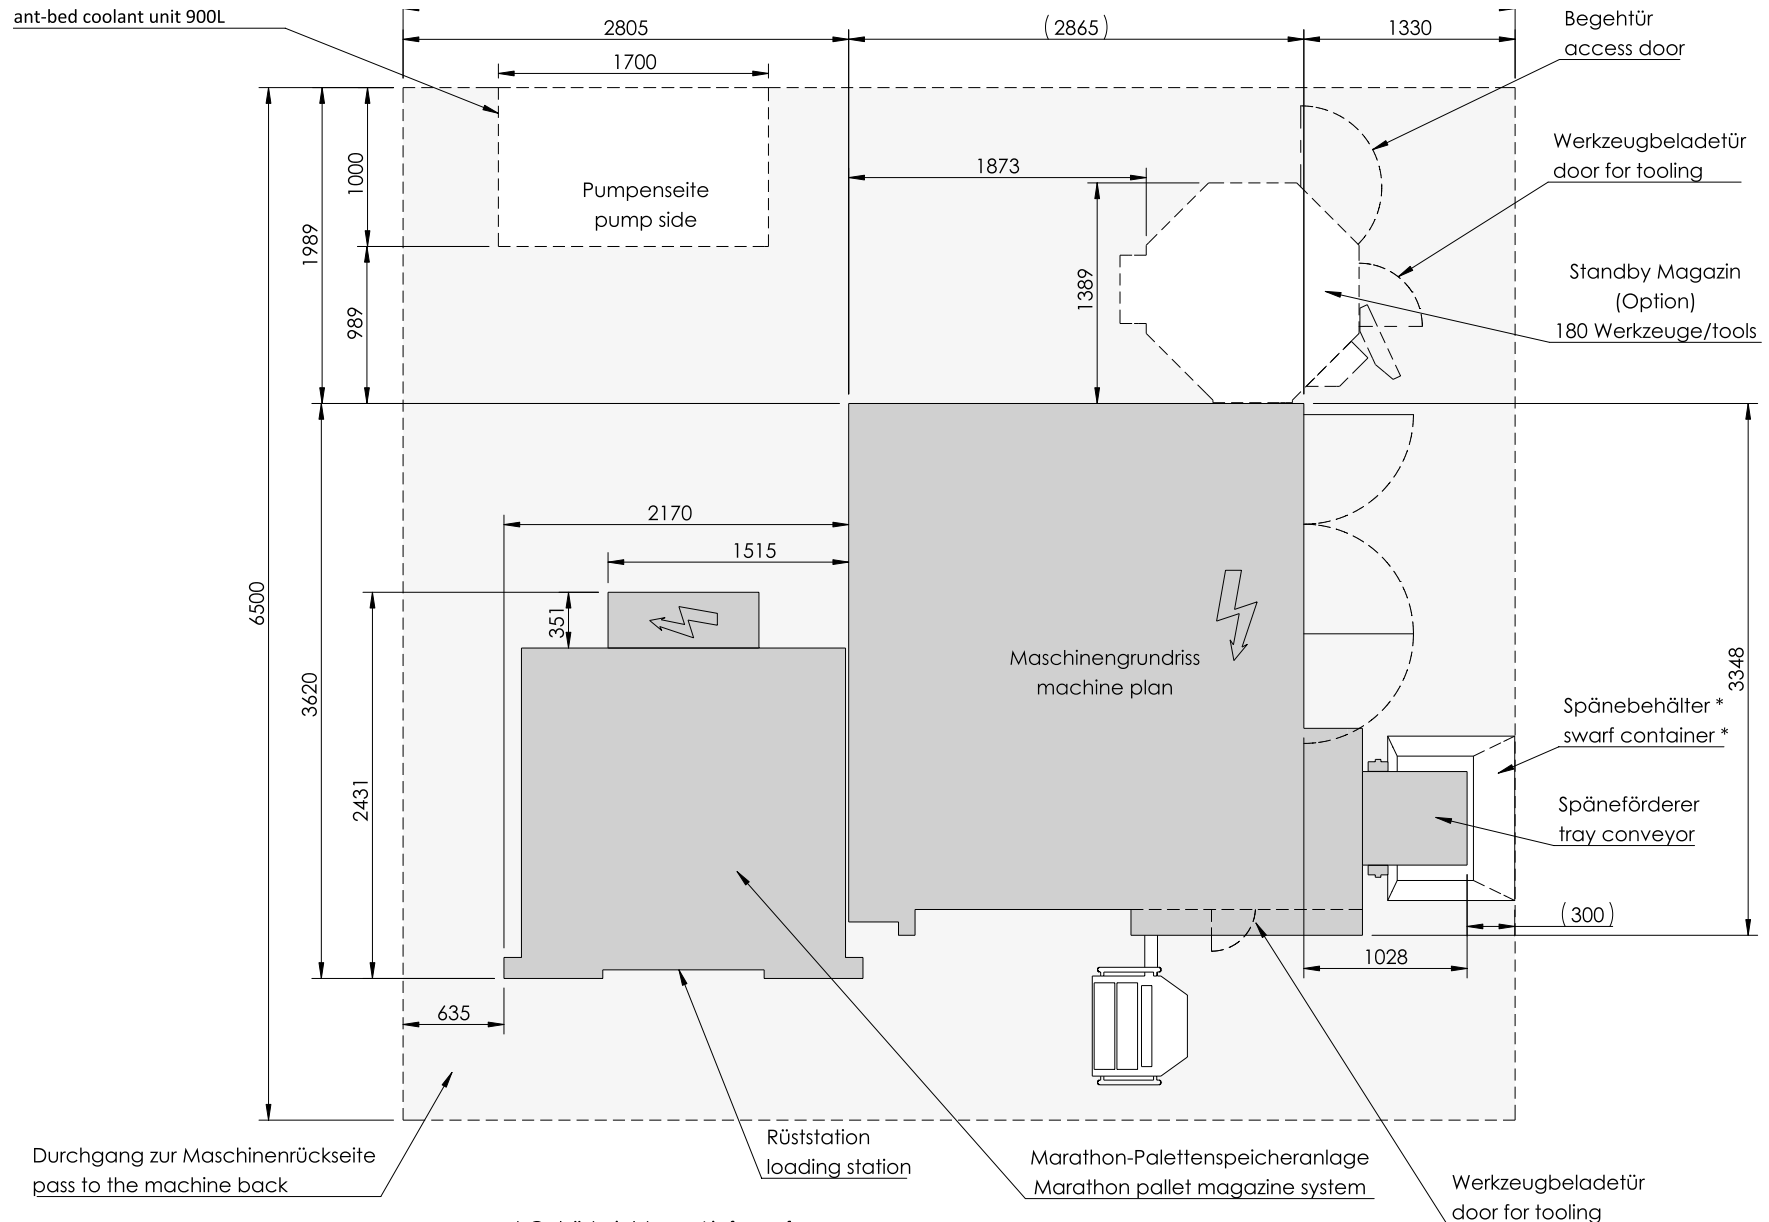 ant-bed coolant unit 900L
2805
(2865)
1330
Begehtür
access door
1700
Werkzeugbeladetür
door for tooling
1873
1000
Pumpenseite
pump side
1989
1389
989
Standby Magazin
(Option)
180 Werkzeuge/tools
2170
1515
6500
351
3620
2431
Maschinengrundriss
machine plan
3348
Spänebehälter *
swarf container *
Späneförderer
tray conveyor
(300)
1028
635
Durchgang zur Maschinenrückseite
pass to the machine back
Rüststation
loading station
Marathon-Palettenspeicheranlage
Marathon pallet magazine system
Werkzeugbeladetür
door for tooling